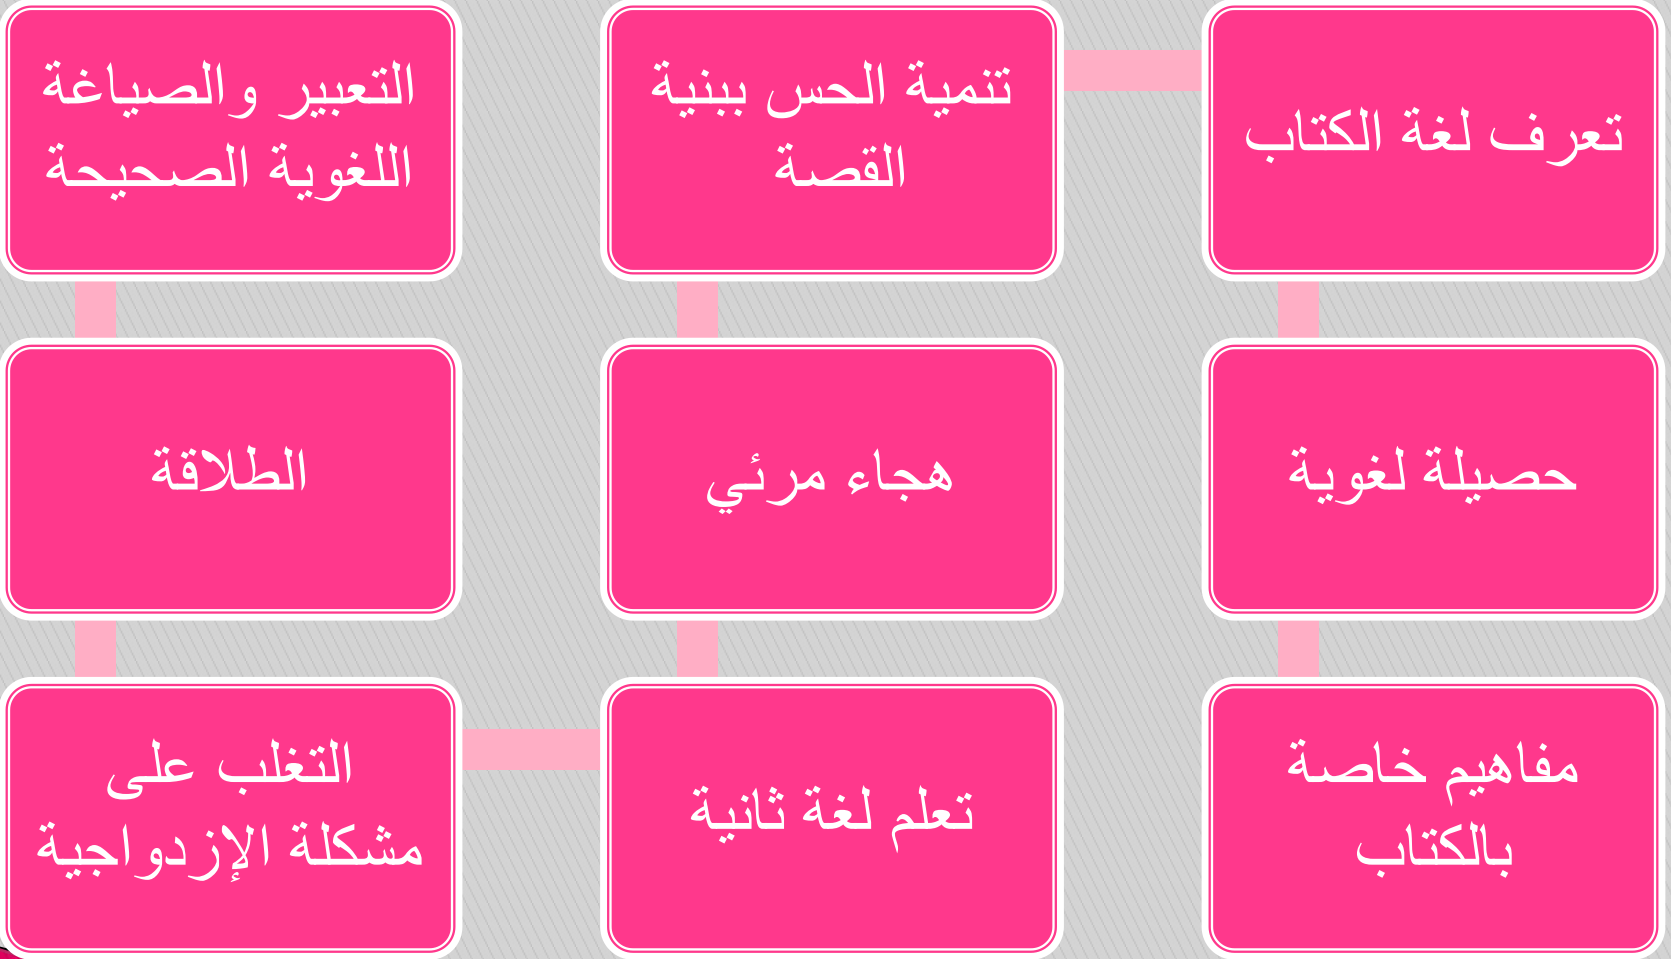 تعرف لغة الكتاب
تنمية الحس ببنية
القصة
التعبير والصياغة
اللغوية الصحيحة
حصيلة لغوية
هجاء مرئي
الطلاقة
مفاهيم خاصة
بالكتاب
تعلم لغة ثانية
التغلب على
مشكلة الإزدواجية